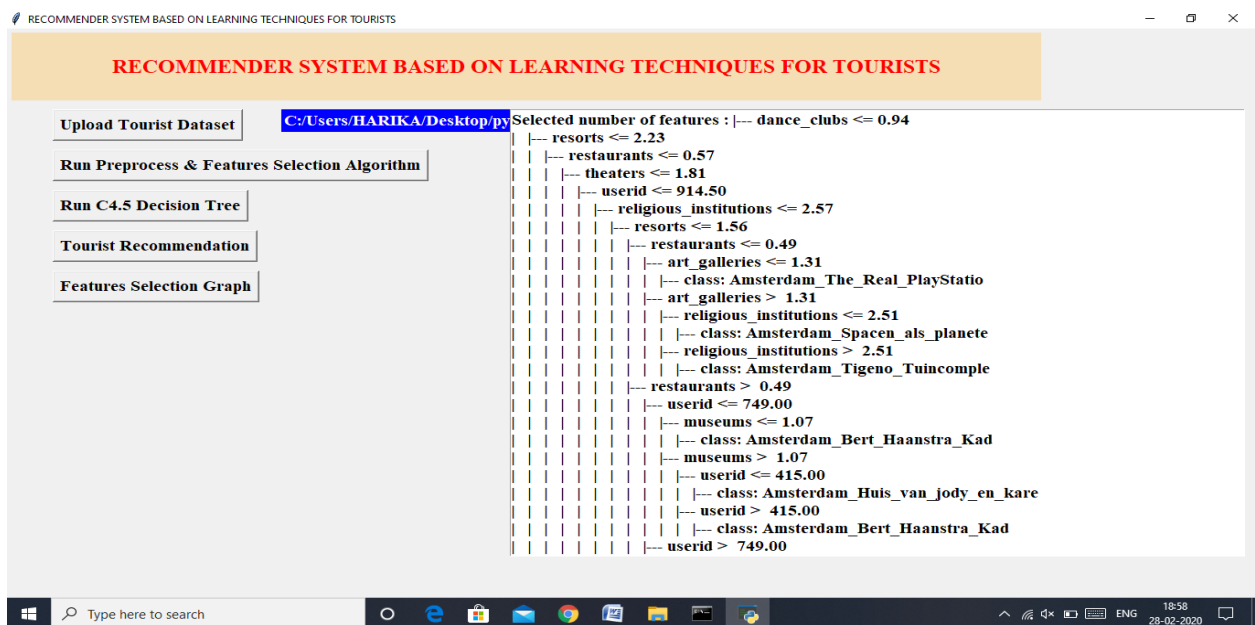 RECOMMENDER SYSTEM BASED ON LEARNING TECHNIQUES FOR TOURISTS
RECOMMENDER SYSTEM BASED ON LEARNING TECHNIQUES FOR TOURISTS
Upload Tourist Dataset
C:/Users/HARIKA/Desktop/py
Run Preprocess & Features Selection Algorithm
Run C4.5 Decision Tree
Tourist Recommendation
Features Selection Graph
Selected number of features : |--- dance_clubs <= 0.94
|   |--- resorts <= 2.23
|   |   |--- restaurants <= 0.57
|   |   |   |--- theaters <= 1.81
|   |   |   |   |--- userid <= 914.50
|   |   |   |   |   |--- religious_institutions <= 2.57
|   |   |   |   |   |   |--- resorts <= 1.56
|   |   |   |   |   |   |   |--- restaurants <= 0.49
|   |   |   |   |   |   |   |   |--- art_galleries <= 1.31
|   |   |   |   |   |   |   |   |   |--- class: Amsterdam_The_Real_PlayStatio
|   |   |   |   |   |   |   |   |--- art_galleries >  1.31
|   |   |   |   |   |   |   |   |   |--- religious_institutions <= 2.51
|   |   |   |   |   |   |   |   |   |   |--- class: Amsterdam_Spacen_als_planete
|   |   |   |   |   |   |   |   |   |--- religious_institutions >  2.51
|   |   |   |   |   |   |   |   |   |   |--- class: Amsterdam_Tigeno_Tuincomple
|   |   |   |   |   |   |   |--- restaurants >  0.49
|   |   |   |   |   |   |   |   |--- userid <= 749.00
|   |   |   |   |   |   |   |   |   |--- museums <= 1.07
|   |   |   |   |   |   |   |   |   |   |--- class: Amsterdam_Bert_Haanstra_Kad
|   |   |   |   |   |   |   |   |   |--- museums >  1.07
|   |   |   |   |   |   |   |   |   |   |--- userid <= 415.00
|   |   |   |   |   |   |   |   |   |   |   |--- class: Amsterdam_Huis_van_jody_en_kare
|   |   |   |   |   |   |   |   |   |   |--- userid >  415.00
|   |   |   |   |   |   |   |   |   |   |   |--- class: Amsterdam_Bert_Haanstra_Kad
|   |   |   |   |   |   |   |   |--- userid >  749.00
Type here to search
ENG
18:58
28-02-2020